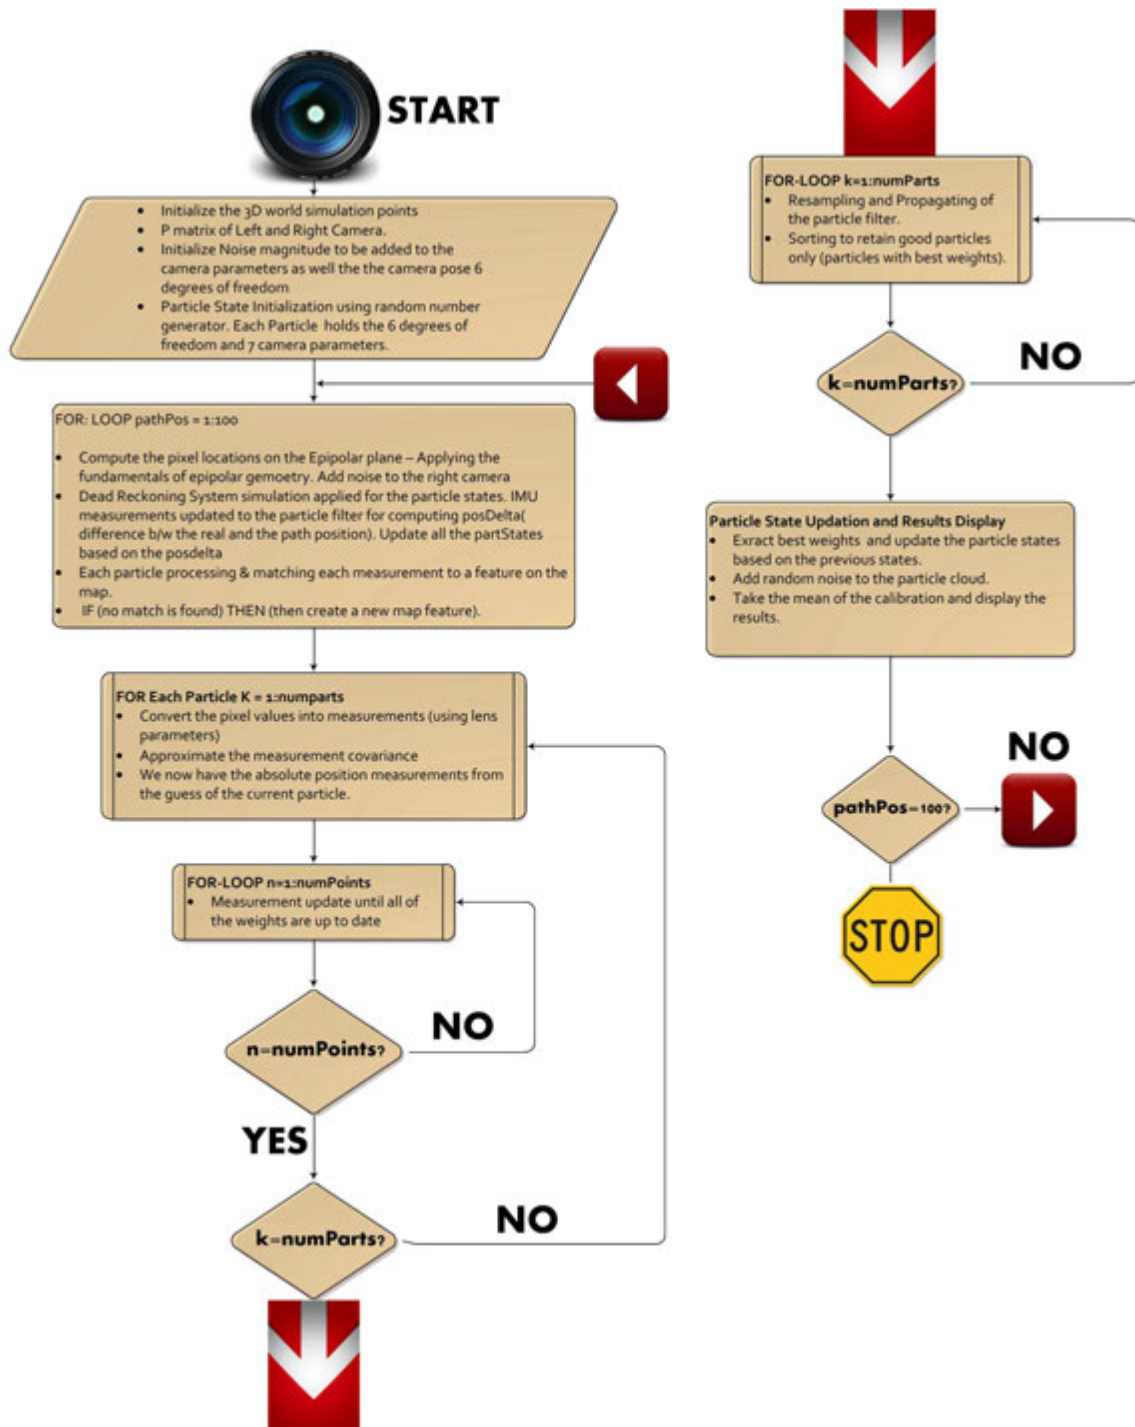 START
• Initialize the 3D world simulation points
• P matrix of Left and Right Camera.
• Initialize Noise magnitude to be added to the
camera parameters as well the the camera pose 6
degrees of freedom
• Particle State Initialization using random number
generator. Each Particle holds the 6 degrees of
freedom and 7 camera parameters.
FOR: LOOP pathPos = 1:100
• Compute the pixel locations on the Epipolar plane – Applying the
fundamentals of epipolar gemoetry. Add noise to the right camera
• Dead Reckoning System simulation applied for the particle states. IMU
measurements updated to the particle filter for computing posDelta(
difference b/w the real and the path position). Update all the partStates
based on the posdelta
• Each particle processing & matching each measurement to a feature on the
map.
• IF (no match is found) THEN (then create a new map feature).
FOR Each Particle K = 1:numparts
• Convert the pixel values into measurements (using lens
parameters)
• Approximate the measurement covariance
• We now have the absolute position measurements from
the guess of the current particle.
FOR-LOOP n=1:numPoints
• Measurement update until all of
the weights are up to date
n=numPoints?
NO
YES
k=numParts?
NO
FOR-LOOP k=1:numParts
• Resampling and Propagating of
the particle filter.
• Sorting to retain good particles
only (particles with best weights).
k=numParts?
NO
Particle State Updation and Results Display
• Exract best weights and update the particle states
based on the previous states.
• Add random noise to the particle cloud.
• Take the mean of the calibration and display the
results.
NO
pathPos=100?
STOP